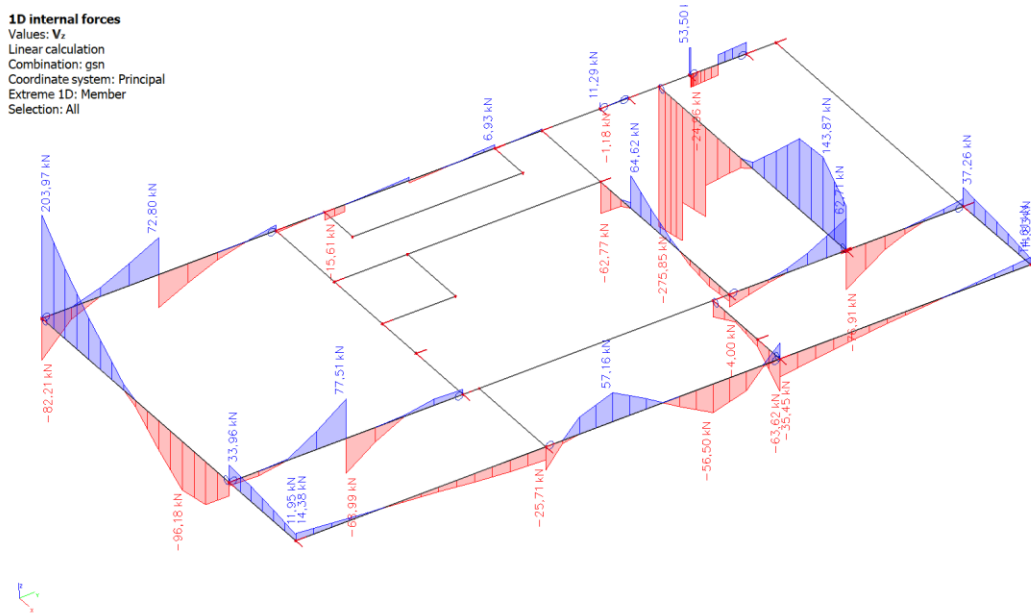 1D internal forces
Values: Vz
Linear calculation
Combination: gsn
Coordinate system: Principal
Extreme 1D: Member
Selection: All
53,50
11,29 kN
6,93 kN
-1,18 kN
-24,86 kN
64,62 kN
143,87 kN
37,26 kN
203,97 kN
72,80 kN
62,71 kN
-15,61 kN
-62,77 kN
-275,85 kN
-82,21 kN
-4,00 kN
77,51 kN
57,16 kN
-63,62 kN
-35,45 kN
33,96 kN
-56,50 kN
-96,18 kN
11,95 kN
14,38 kN
-25,71 kN